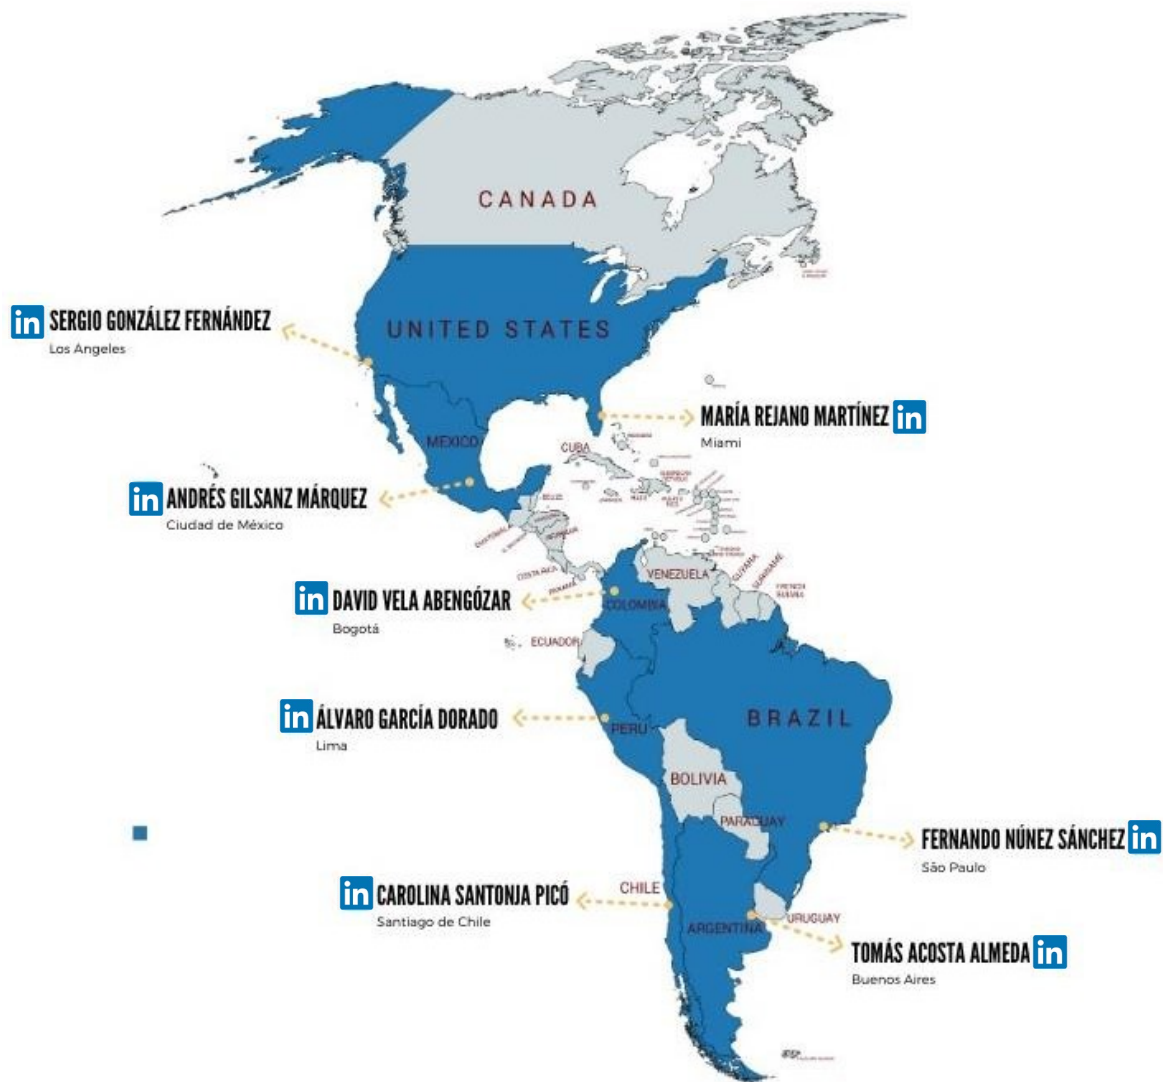 CANADA
in SERGIO GONZÁLEZ FERNÁNDEZ
Los Angeles
UNITED STATES
MARÍA REJANO MARTÍNEZ in
Miami
MEXICO
CUBA
in ANDRÉS GILSANZ MÁRQUEZ
Ciudad de México
BELIZE
COSTA RICA
PANAMA
VENEZUELA
GUYANA
SURINAME
FRENCH
GUIANA
in DAVID VELA ABENGÓZAR
Bogotá
COLOMBIA
ECUADOR
in ÁLVARO GARCÍA DORADO
Lima
PERU
BRAZIL
BOLIVIA
PARAGUAY
FERNANDO NÚNEZ SÁNCHEZ in
São Paulo
in CAROLINA SANTONJA PICÓ
Santiago de Chile
CHILE
ARGENTINA
URUGUAY
TOMÁS ACOSTA ALMEDA in
Buenos Aires